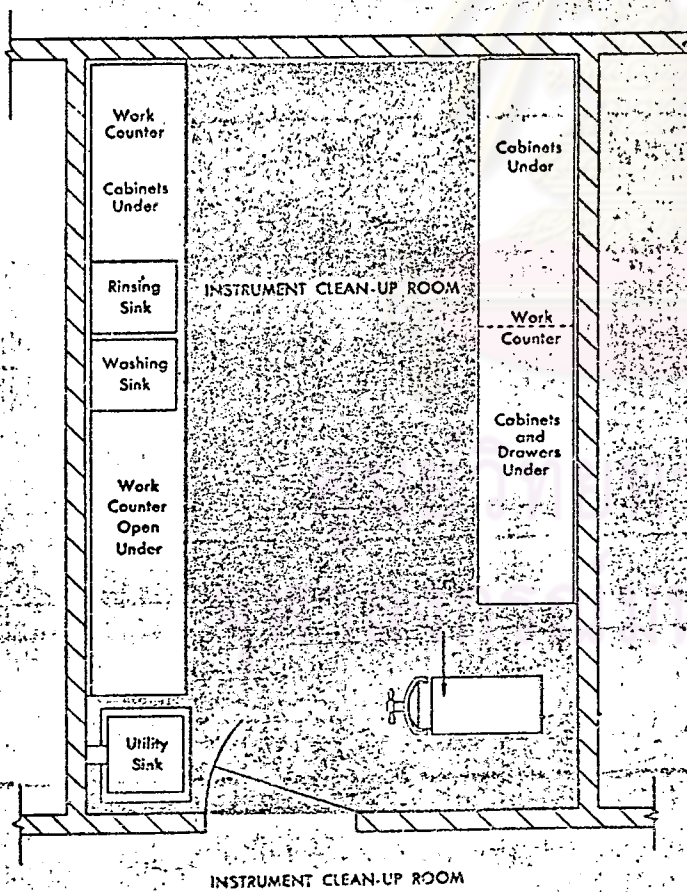 Work
Counter
Cabinets
Under
Rinsing
Sink
Washing
Sink
Work
Counter
Open
Under
Utility
Sink
INSTRUMENT CLEAN-UP ROOM
Cabinets
Under
Work
Counter
Cabinets
and
Drawers
Under
INSTRUMENT CLEAN-UP ROOM